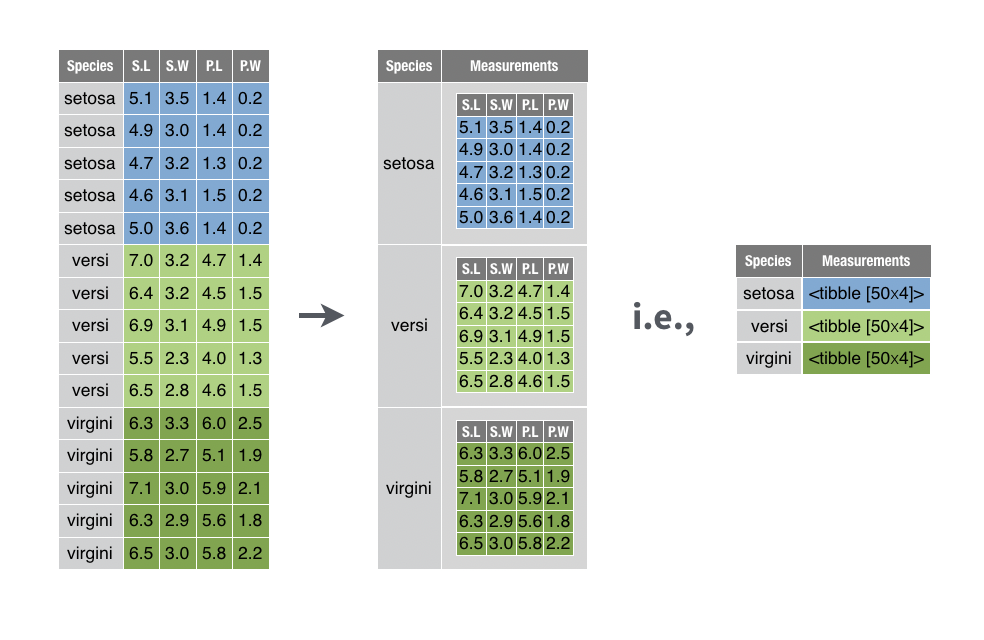 Species S.L S.W P.L P.W
setosa 5.1 3.5 1.4 0.2
setosa 4.9 3.0 1.4 0.2
setosa 4.7 3.2 1.3 0.2
setosa 4.6 3.1 1.5 0.2
setosa 5.0 3.6 1.4 0.2
versi 7.0 3.2 4.7 1.4
versi 6.4 3.2 4.5 1.5
versi 6.9 3.1 4.9 1.5
versi 5.5 2.3 4.0 1.3
versi 6.5 2.8 4.6 1.5
virgini 6.3 3.3 6.0 2.5
virgini 5.8 2.7 5.1 1.9
virgini 7.1 3.0 5.9 2.1
virgini 6.3 2.9 5.6 1.8
virgini 6.5 3.0 5.8 2.2
Species Measurements
setosa
S.L S.W P.L P.W
5.1 3.5 1.4 0.2
4.9 3.0 1.4 0.2
4.7 3.2 1.3 0.2
4.6 3.1 1.5 0.2
5.0 3.6 1.4 0.2
versi
S.L S.W P.L P.W
7.0 3.2 4.7 1.4
6.4 3.2 4.5 1.5
6.9 3.1 4.9 1.5
5.5 2.3 4.0 1.3
6.5 2.8 4.6 1.5
virgini
S.L S.W P.L P.W
6.3 3.3 6.0 2.5
5.8 2.7 5.1 1.9
7.1 3.0 5.9 2.1
6.3 2.9 5.6 1.8
6.5 3.0 5.8 2.2
i.e.,
Species Measurements
setosa <tibble [50x4]>
versi <tibble [50x4]>
virgini <tibble [50x4]>